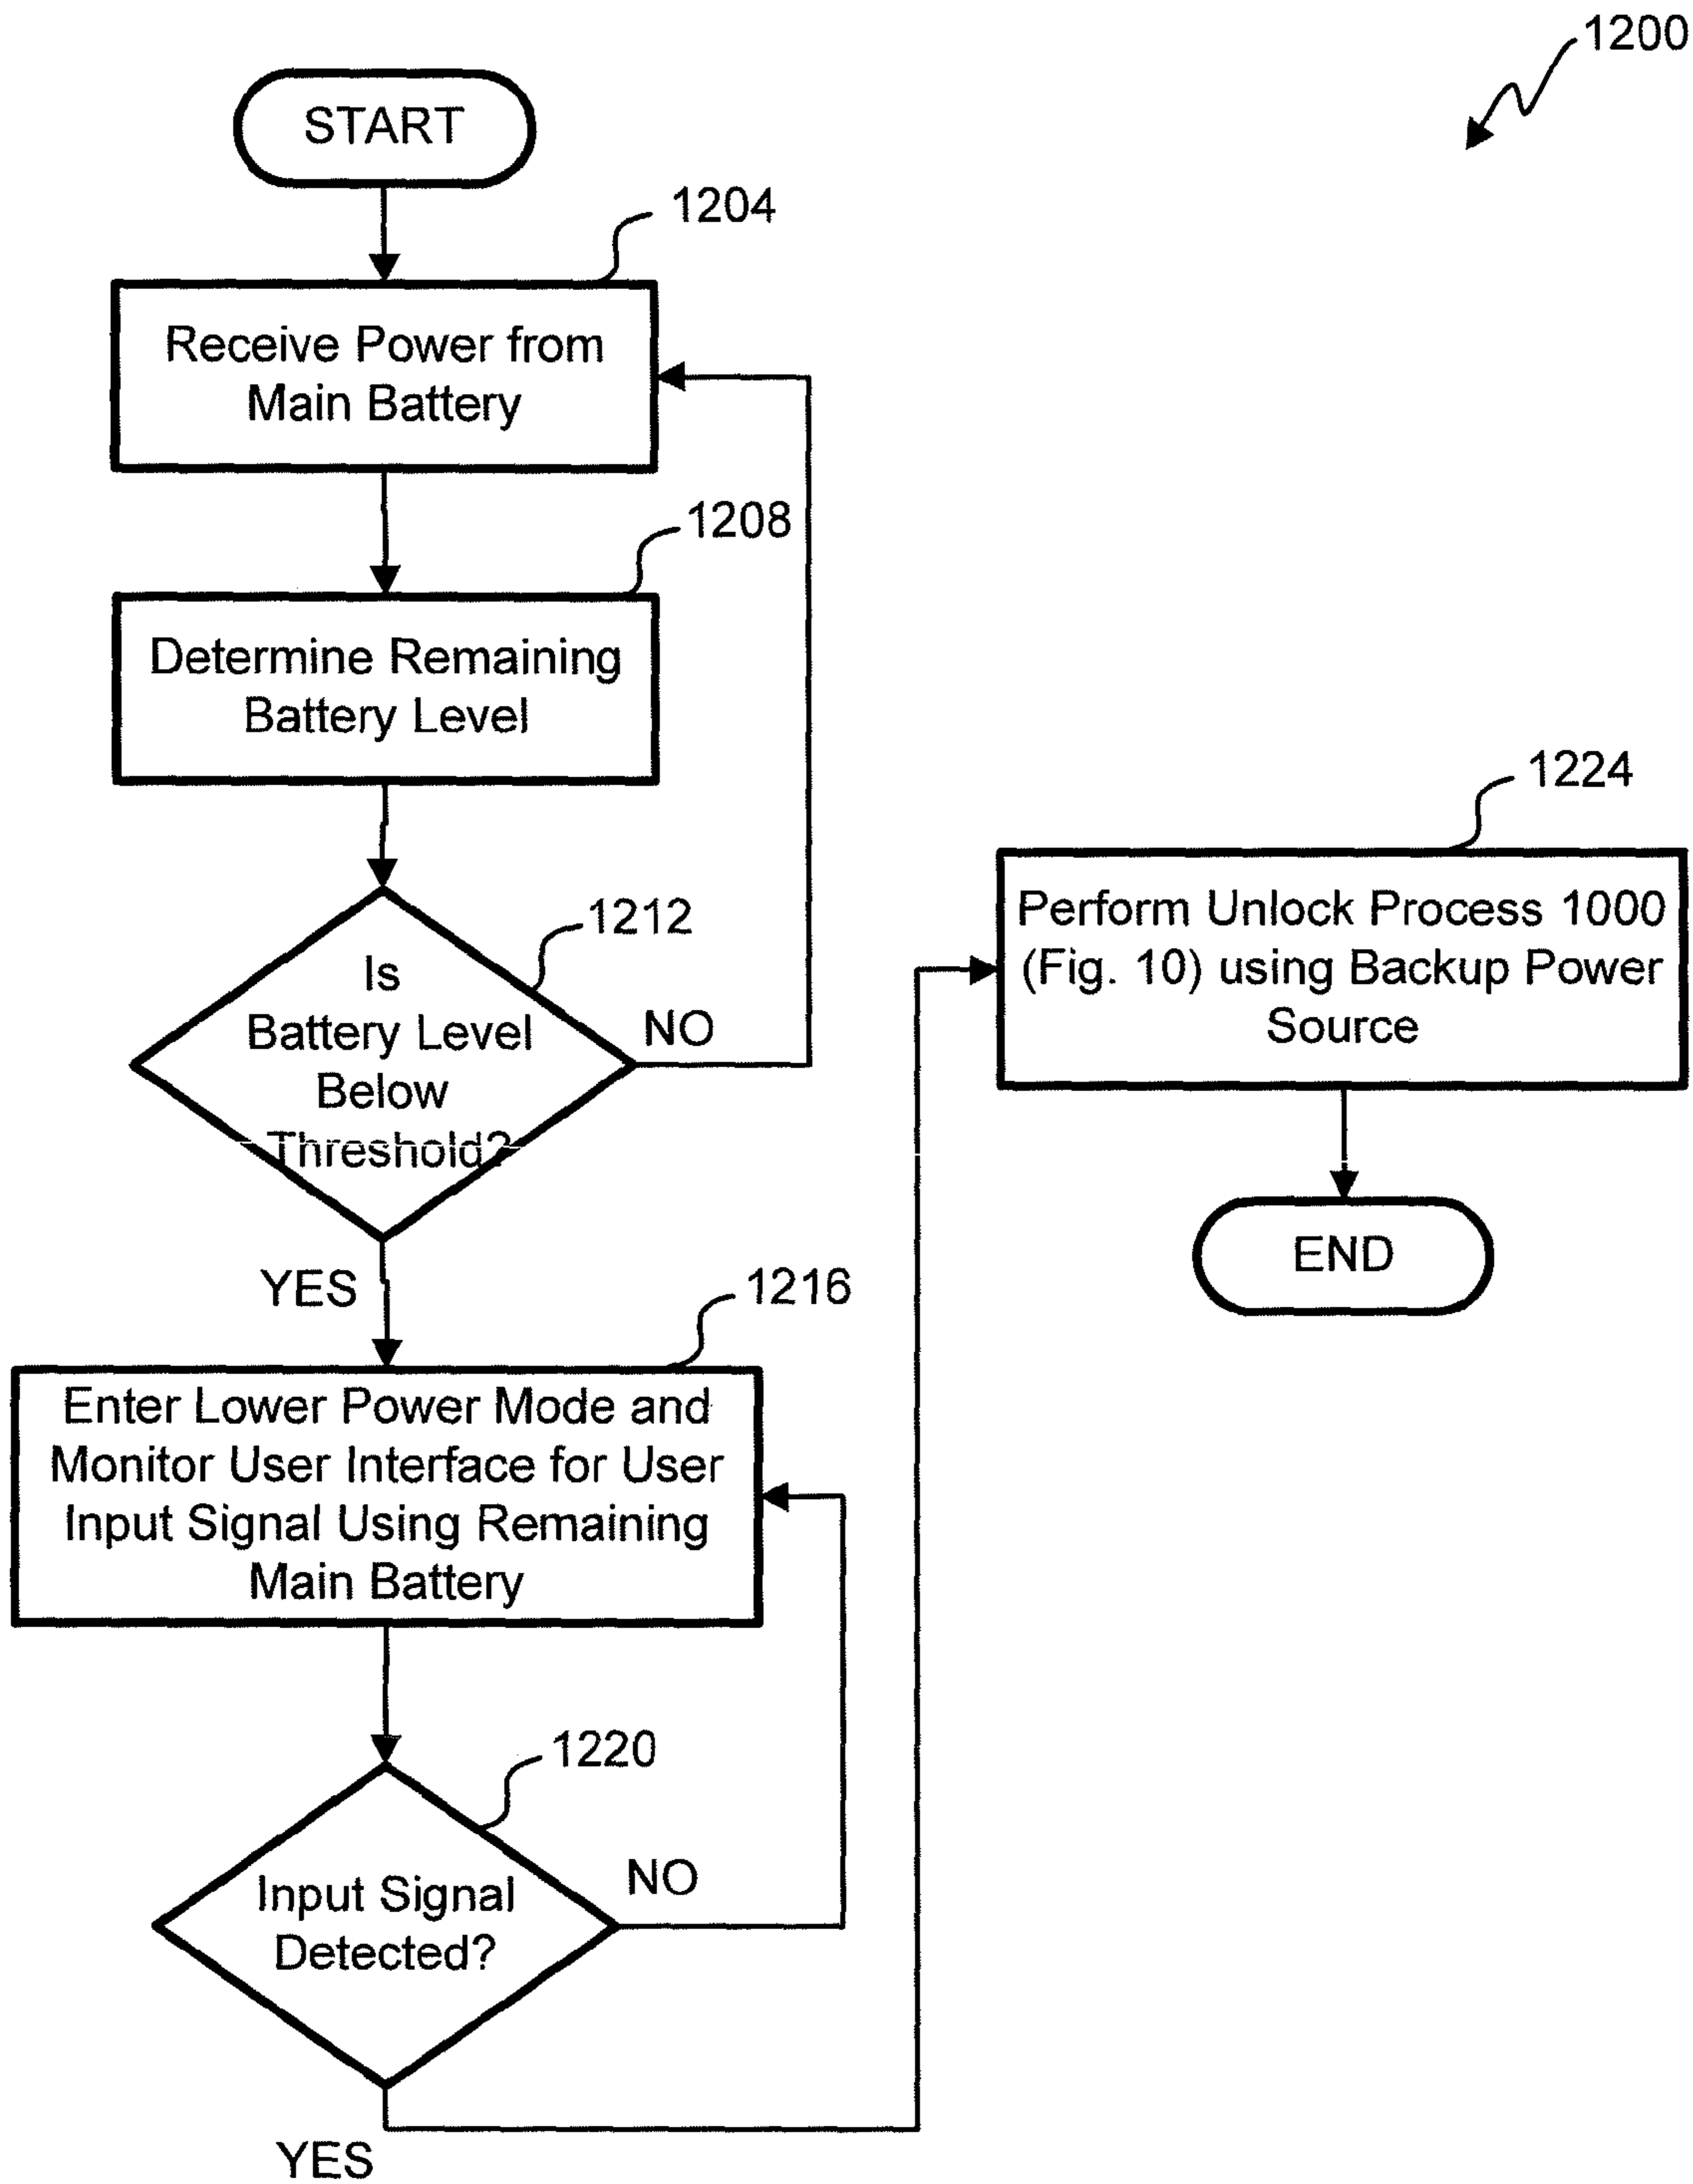 1200
START
1204
Receive Power from
Main Battery
1208
Determine Remaining
Battery Level
1212
Is
Battery Level
Below
Threshold?
NO
YES
1216
Enter Lower Power Mode and
Monitor User Interface for User
Input Signal Using Remaining
Main Battery
1220
Input Signal
Detected?
NO
YES
1224
Perform Unlock Process 1000
(Fig. 10) using Backup Power
Source
END